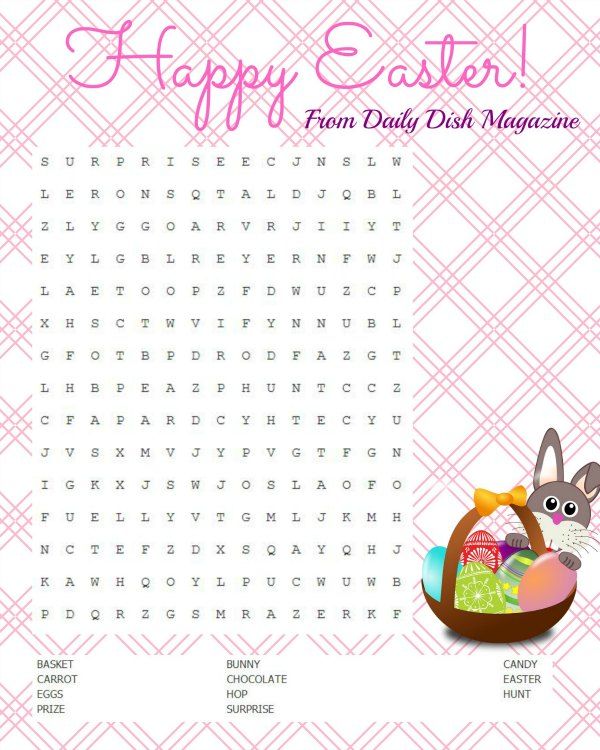 Happy Easter!
From Daily Dish Magazine
S U R P R I S E E C J N S L W
L E R O N S Q T A L D J Q B L
Z L Y G G O A R V R J I I Y T
E Y L G B L R E Y E R N F W J
L A E T O O P Z F D W U Z C P
X H S C T W V I F Y N N U B L
G F O T B P D R O D F A Z G T
L H B P E A Z P H U N T C C Z
C F A P A R D C Y H T E C Y U
J V S X M V J Y P V G T F G N
I G K X J S W J O S L A O F O
F U E L L Y V T G M L J K M H
N C T E F Z D X S Q A Y Q H J
K A W H Q O Y L P U C W U W B
P D Q R Z G S M R A Z E R K F
BASKET BUNNY CANDY
CARROT CHOCOLATE EASTER
EGGS HOP HUNT
PRIZE SURPRISE